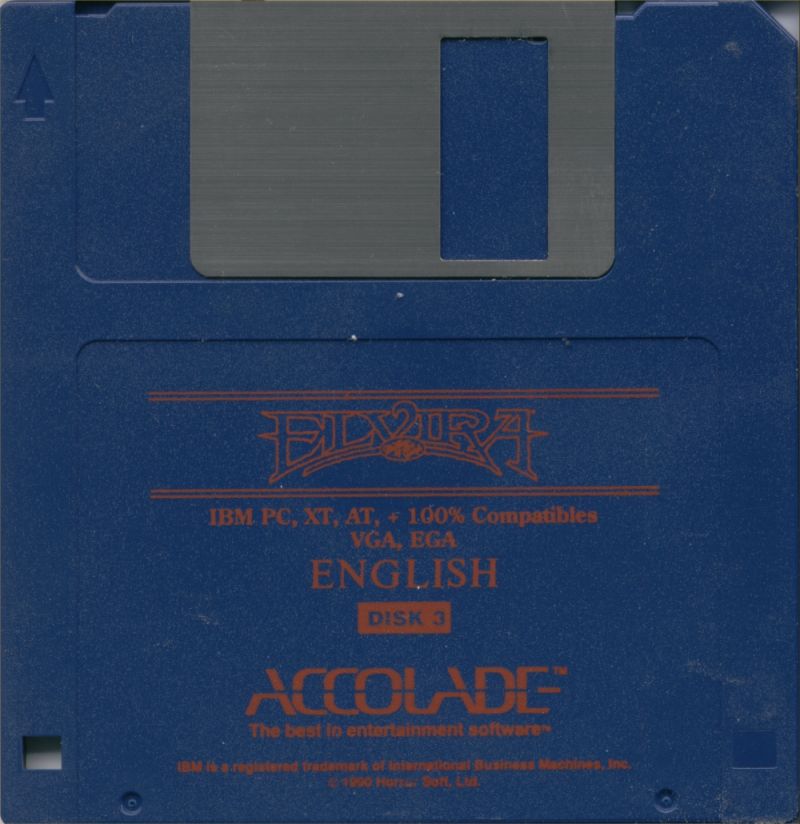 ELVIRA
IBM PC, XT, AT, + 100% Compatibles
VGA, EGA
ENGLISH
DISK 3
ACCOLADE™
The best in entertainment software™
IBM is a registered trademark of International Business Machines, Inc.
© 1990 Horror Soft, Ltd.